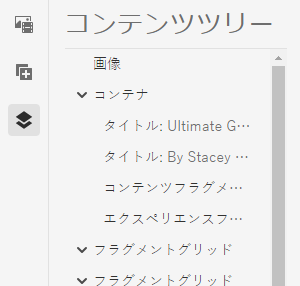 コンテンツツリー
画像
コンテナ
タイトル: Ultimate G…
タイトル: By Stacey …
コンテンツフラグメ…
エクスペリエンスフ…
フラグメントグリッド
フラグメントグリッド